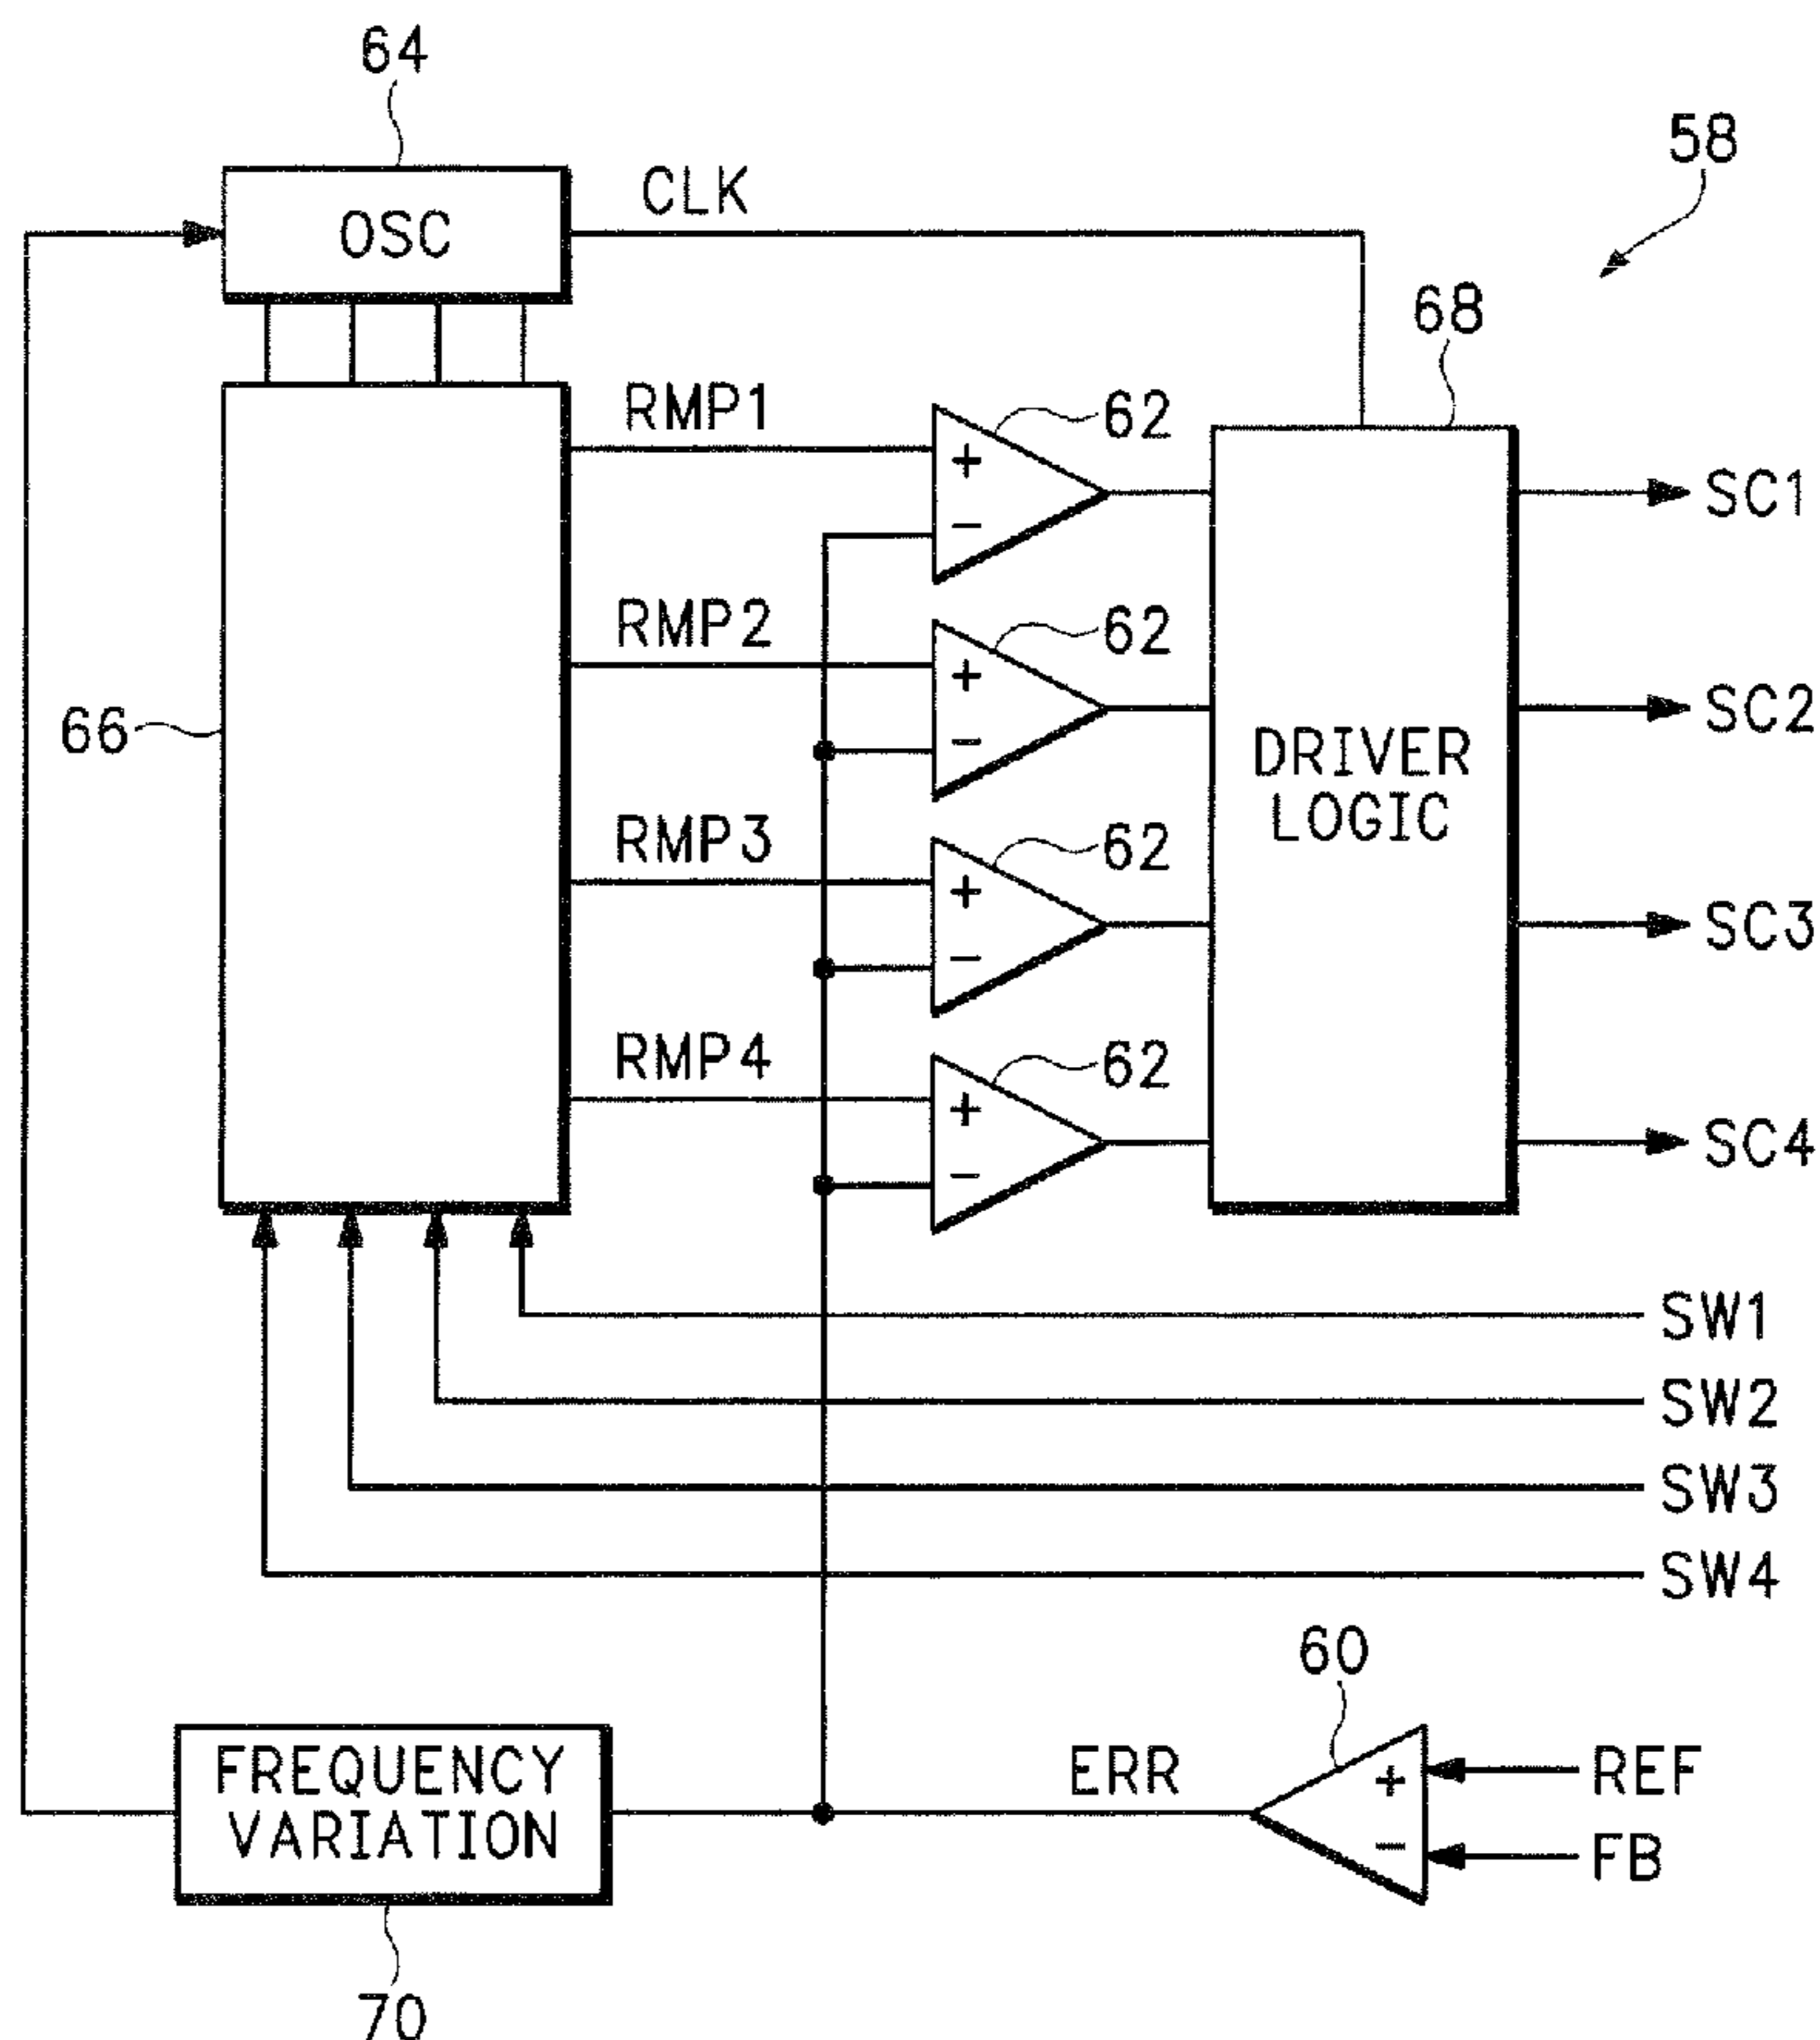 64
58
CLK
OSC
68
RMP1
62
+
-
SC1
RMP2
62
+
-
SC2
66
DRIVER
LOGIC
RMP3
62
+
-
SC3
RMP4
62
+
-
SC4
SW1
SW2
SW3
SW4
60
FREQUENCY
VARIATION
ERR
+
-
REF
FB
70